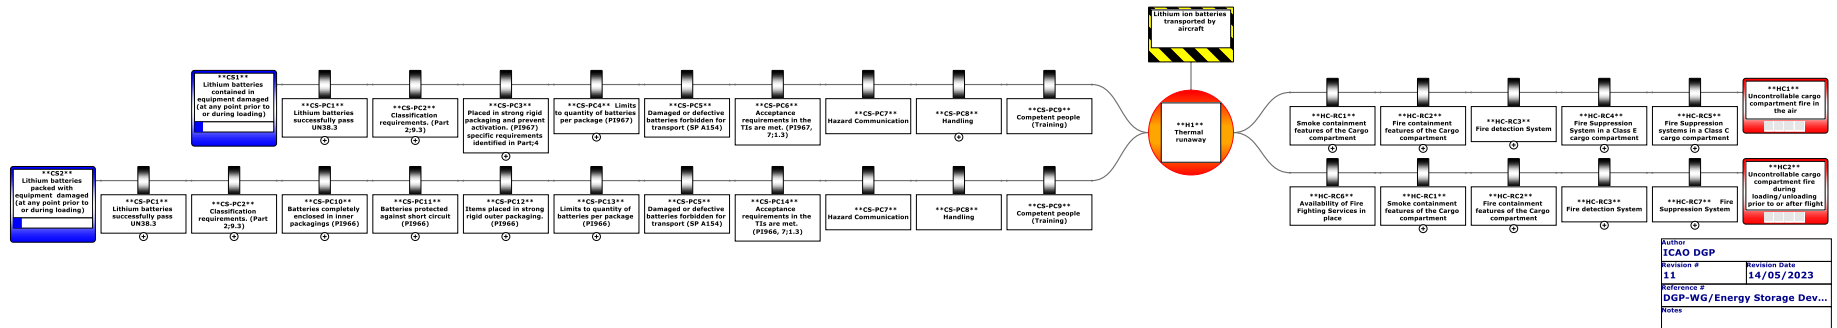 Lithium ion batteries
transported by
aircraft
**CS1**
Lithium batteries
contained in
equipment damaged
(at any point prior to
or during loading)
**CS-PC1**
Lithium batteries
successfully pass
UN38.3
**CS-PC2**
Classification
requirements. (Part
2;9.3)
**CS-PC3**
Placed in strong rigid
packaging and prevent
activation. (PI967)
specific requirements
identified in Part;4
**CS-PC4** Limits
to quantity of batteries
per package (PI967)
**CS-PC5**
Damaged or defective
batteries forbidden for
transport (SP A154)
**CS-PC6**
Acceptance
requirements in the
TIs are met. (PI967,
7;1.3)
**CS-PC7**
Hazard Communication
**CS-PC8**
Handling
**CS-PC9**
Competent people
(Training)
**H1**
Thermal
runaway
**HC-RC1**
Smoke containment
features of the Cargo
compartment
**HC-RC2**
Fire containment
features of the Cargo
compartment
**HC-RC3**
Fire detection System
**HC-RC4**
Fire Suppression
System in a Class E
cargo compartment
**HC-RC5**
Fire Suppression
systems in a Class C
cargo compartment
**HC1**
Uncontrollable cargo
compartment fire in
the air
**CS2**
Lithium batteries
packed with
equipment damaged
(at any point prior to
or during loading)
**CS-PC1**
Lithium batteries
successfully pass
UN38.3
**CS-PC2**
Classification
requirements. (Part
2;9.3)
**CS-PC10**
Batteries completely
enclosed in inner
packagings (PI966)
**CS-PC11**
Batteries protected
against short circuit
(PI966)
**CS-PC12**
Items placed in strong
rigid outer packaging.
(PI966)
**CS-PC13**
Limits to quantity of
batteries per package
(PI966)
**CS-PC5**
Damaged or defective
batteries forbidden for
transport (SP A154)
**CS-PC14**
Acceptance
requirements in the
TIs are met.
(PI966, 7;1.3)
**CS-PC7**
Hazard Communication
**CS-PC8**
Handling
**CS-PC9**
Competent people
(Training)
**HC-RC6**
Availability of Fire
Fighting Services in
place
**HC-RC1**
Smoke containment
features of the Cargo
compartment
**HC-RC2**
Fire containment
features of the Cargo
compartment
**HC-RC3**
Fire detection System
**HC-RC7** Fire
Suppression System
**HC2**
Uncontrollable cargo
compartment fire
during
loading/unloading
prior to or after flight
Author
ICAO DGP
Revision #
11
Revision Date
14/05/2023
Reference #
DGP-WG/Energy Storage Dev...
Notes